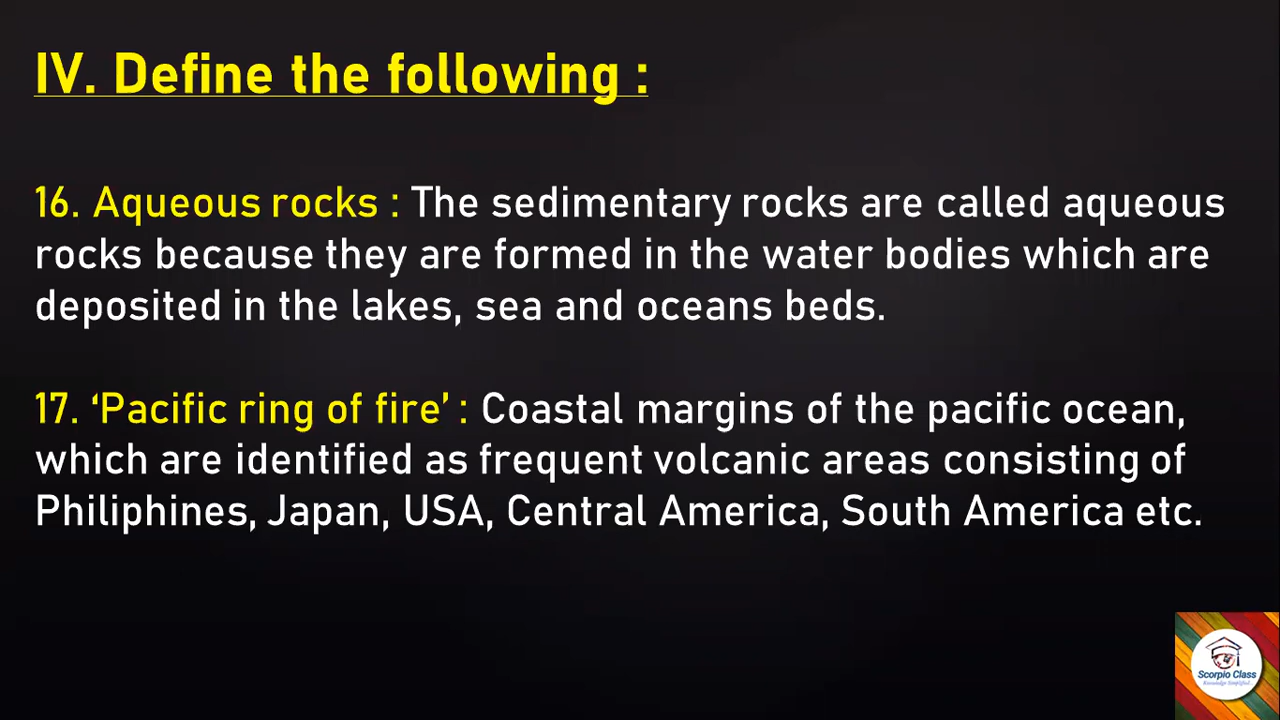 IV. Define the following :
16. Aqueous rocks : The sedimentary rocks are called aqueous
rocks because they are formed in the water bodies which are
deposited in the lakes, sea and oceans beds.
17. ‘Pacific ring of fire’ : Coastal margins of the pacific ocean,
which are identified as frequent volcanic areas consisting of
Philiphines, Japan, USA, Central America, South America etc.
Scorpio Class
Knowledge Simplified..